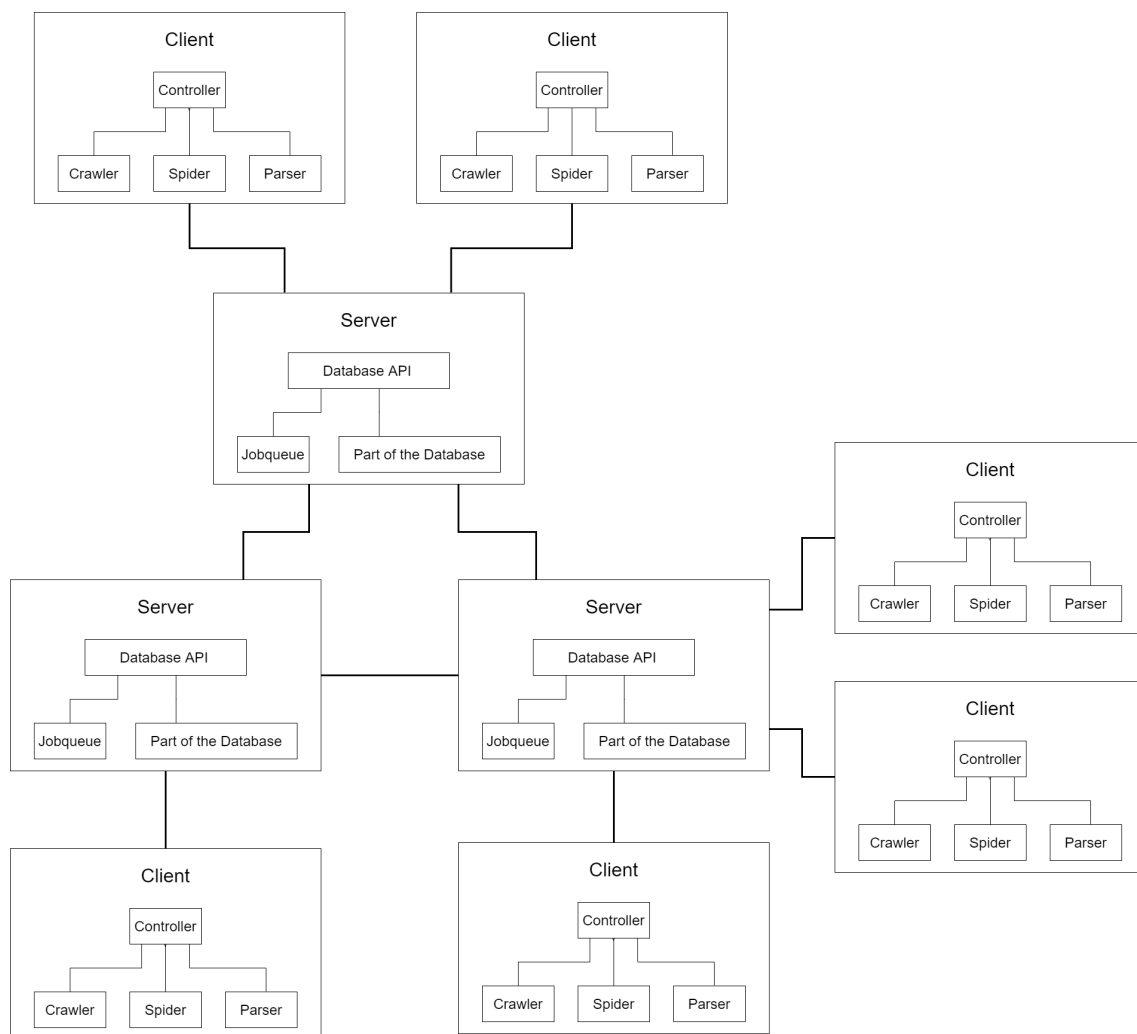 Client
Controller
Crawler
Spider
Parser
Client
Controller
Crawler
Spider
Parser
Server
Database API
Jobqueue
Part of the Database
Client
Controller
Crawler
Spider
Parser
Server
Database API
Jobqueue
Part of the Database
Server
Database API
Jobqueue
Part of the Database
Client
Controller
Crawler
Spider
Parser
Client
Controller
Crawler
Spider
Parser
Client
Controller
Crawler
Spider
Parser